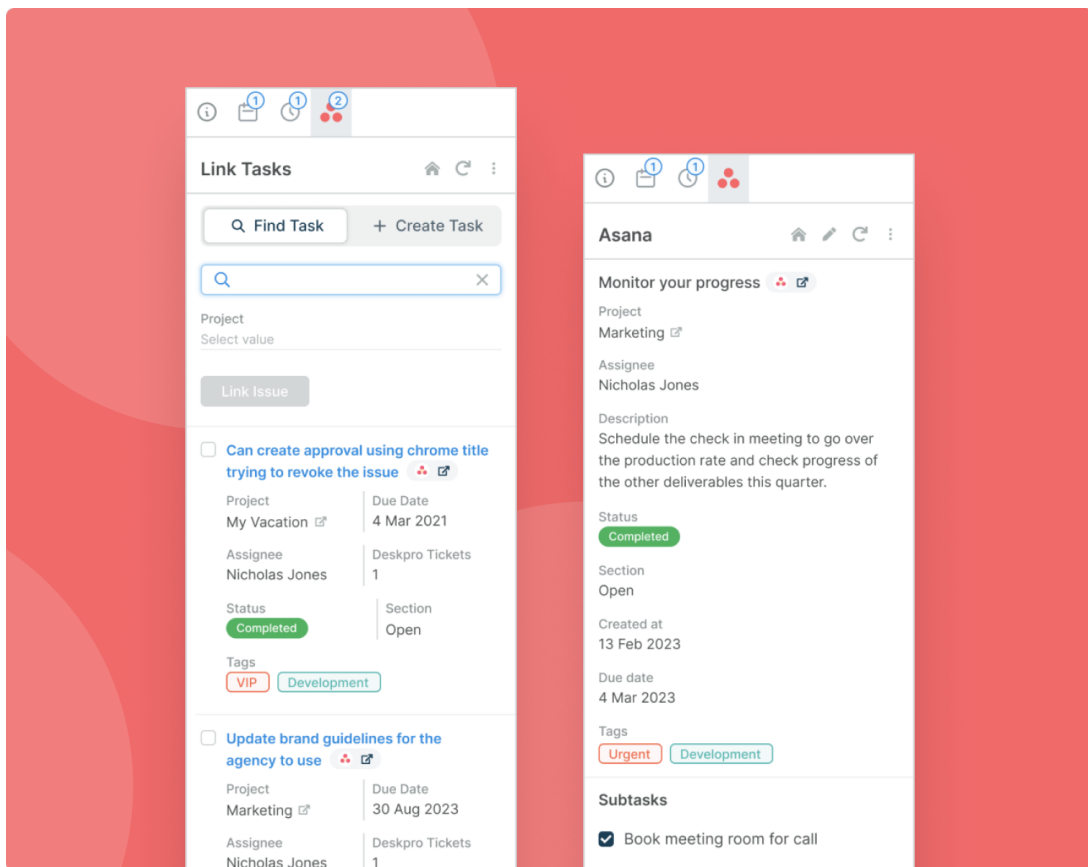 1 1 2
Link Tasks
Find Task + Create Task
Project
Select value
Link Issue
Can create approval using chrome title
trying to revoke the issue
Project Due Date
My Vacation 4 Mar 2021
Assignee Deskpro Tickets
Nicholas Jones 1
Status Section
Completed Open
Tags
VIP Development
Update brand guidelines for the
agency to use
Project Due Date
Marketing 30 Aug 2023
Assignee Deskpro Tickets
Nicholas Jones 1
1 1
Asana
Monitor your progress
Project
Marketing
Assignee
Nicholas Jones
Description
Schedule the check in meeting to go over
the production rate and check progress of
the other deliverables this quarter.
Status
Completed
Section
Open
Created at
13 Feb 2023
Due date
4 Mar 2023
Tags
Urgent Development
Subtasks
Book meeting room for call